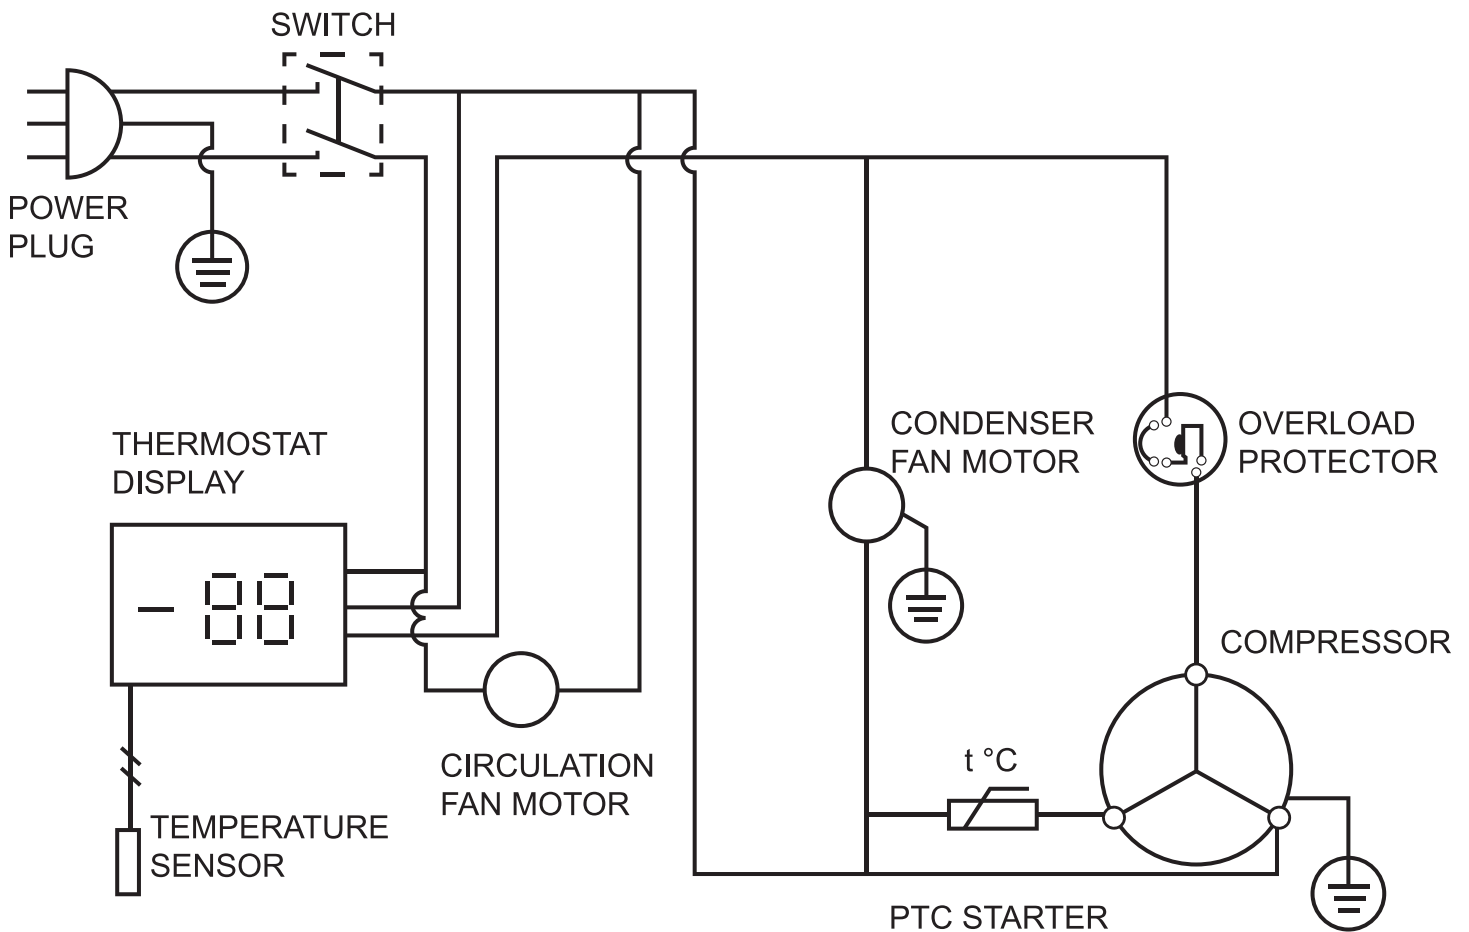 SWITCH
POWER
PLUG
THERMOSTAT
DISPLAY
CONDENSER
FAN MOTOR
OVERLOAD
PROTECTOR
-88
COMPRESSOR
CIRCULATION
FAN MOTOR
t °C
TEMPERATURE
SENSOR
PTC STARTER